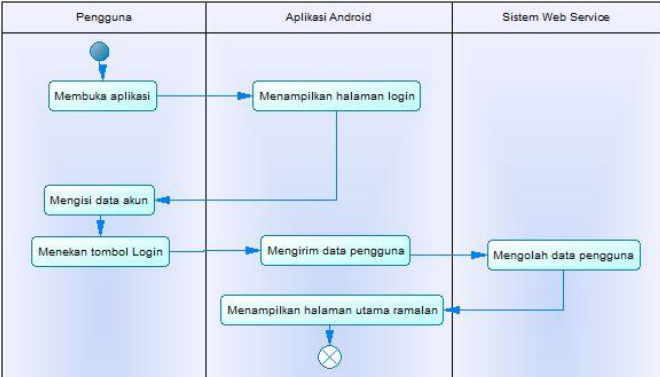 Pengguna
Aplikasi Android
Sistem Web Service
Membuka aplikasi
Menampilkan halaman login
Mengisi data akun
Menekan tombol Login
Mengirim data pengguna
Mengolah data pengguna
Menampilkan halaman utama ramalan